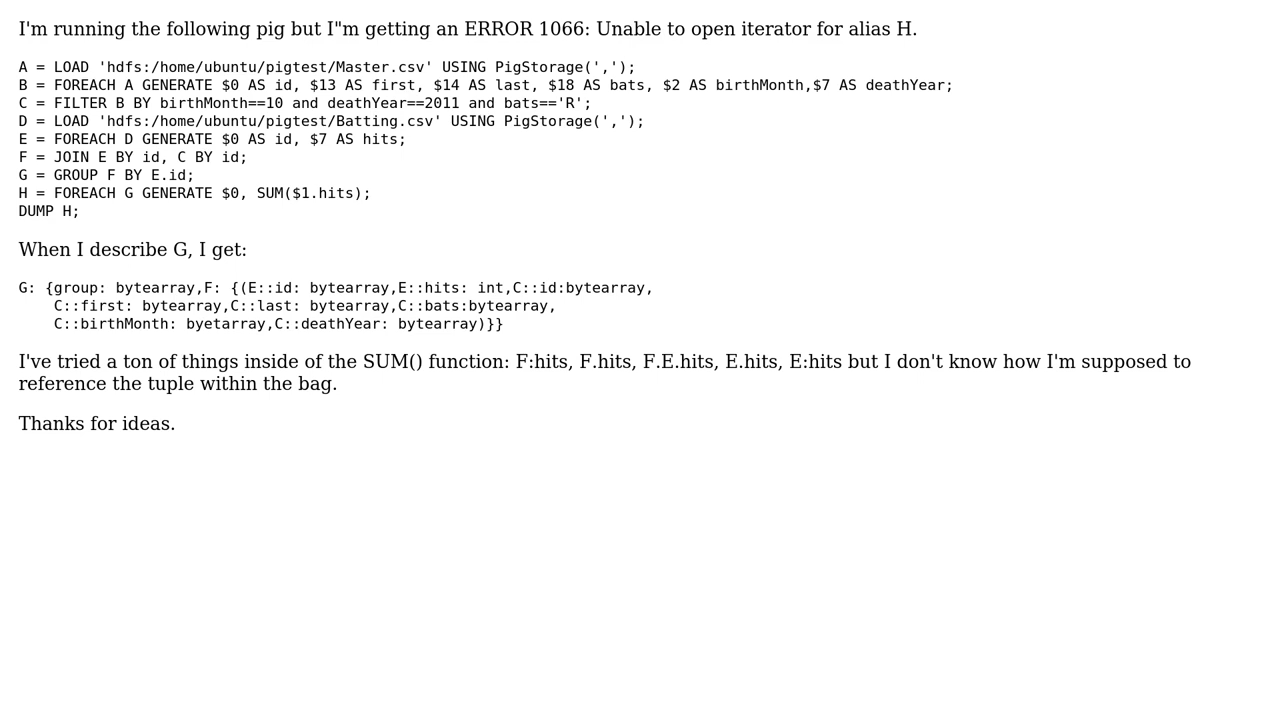 I'm running the following pig but I"m getting an ERROR 1066: Unable to open iterator for alias H.
A = LOAD 'hdfs:/home/ubuntu/pigtest/Master.csv' USING PigStorage(',');
B = FOREACH A GENERATE $0 AS id, $13 AS first, $14 AS last, $18 AS bats, $2 AS birthMonth,$7 AS deathYear;
C = FILTER B BY birthMonth==10 and deathYear==2011 and bats=='R';
D = LOAD 'hdfs:/home/ubuntu/pigtest/Batting.csv' USING PigStorage(',');
E = FOREACH D GENERATE $0 AS id, $7 AS hits;
F = JOIN E BY id, C BY id;
G = GROUP F BY E.id;
H = FOREACH G GENERATE $0, SUM($1.hits);
DUMP H;
When I describe G, I get:
G: {group: bytearray,F: {(E::id: bytearray,E::hits: int,C::id:bytearray,
    C::first: bytearray,C::last: bytearray,C::bats:bytearray,
    C::birthMonth: byetarray,C::deathYear: bytearray)}}
I've tried a ton of things inside of the SUM() function: F:hits, F.hits, F.E.hits, E.hits, E:hits but I don't know how I'm supposed to
reference the tuple within the bag.
Thanks for ideas.